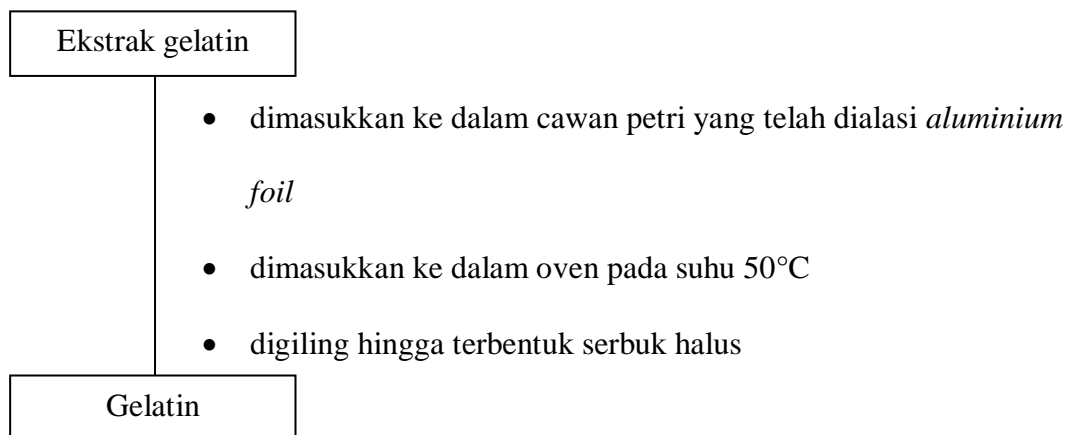 Ekstrak gelatin
• dimasukkan ke dalam cawan petri yang telah dialasi aluminium
foil
• dimasukkan ke dalam oven pada suhu 50°C
• digiling hingga terbentuk serbuk halus
Gelatin